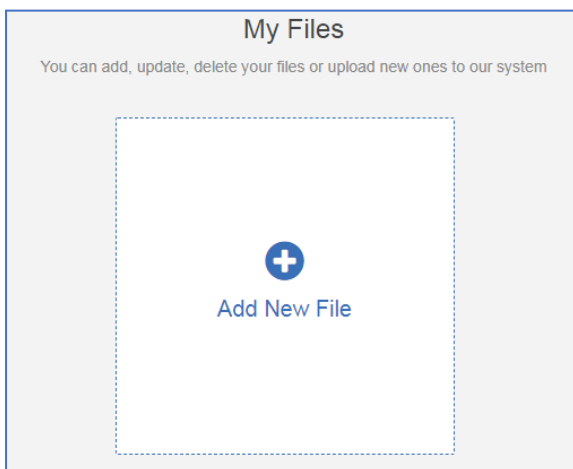 My Files
You can add, update, delete your files or upload new ones to our system
Add New File